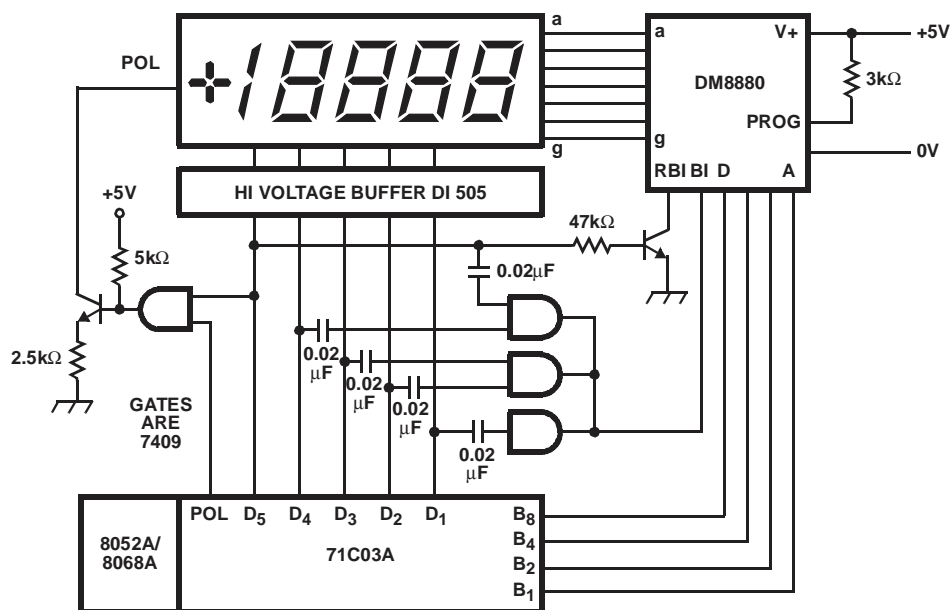 a
a
V+
+5V
POL
DM8880
3kΩ
PROG
g
g
0V
RBI BI D A
HI VOLTAGE BUFFER DI 505
+5V
47kΩ
5kΩ
0.02μF
2.5kΩ
0.02
μF
0.02
μF
0.02
μF
0.02
μF
GATES
ARE
7409
POL D5 D4 D3 D2 D1
B8
B4
B2
B1
8052A/
8068A
71C03A
+18888